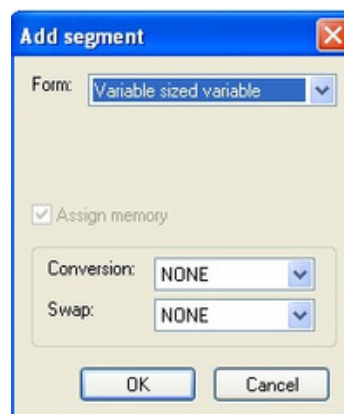 Add segment
Form: Variable sized variable
Assign memory
Conversion: NONE
Swap: NONE
OK Cancel